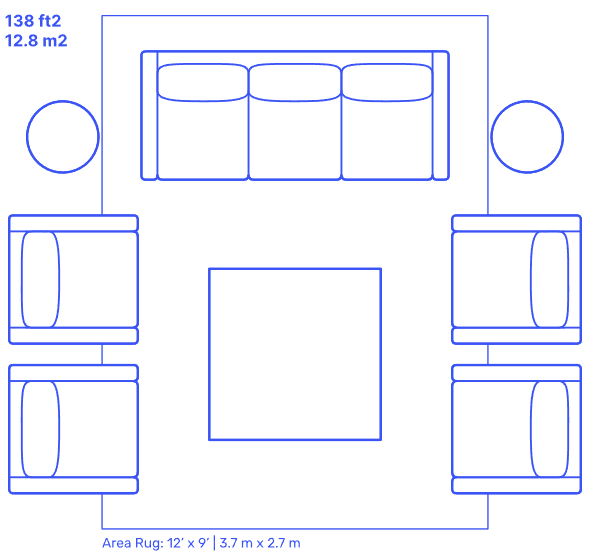 138 ft2
12.8 m2
Area Rug: 12’ x 9’ | 3.7 m x 2.7 m